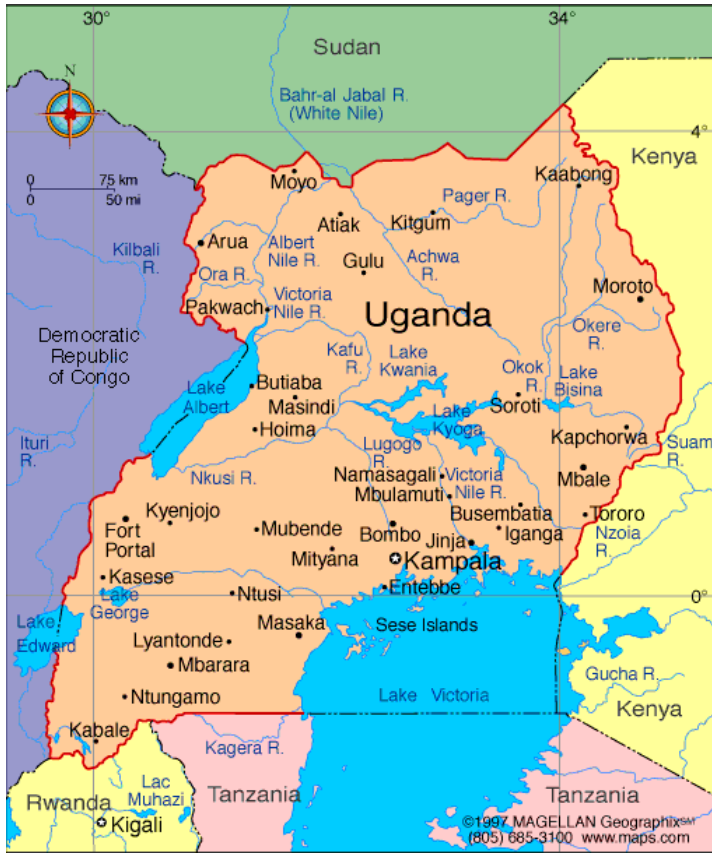 30°
34°
Sudan
N
Bahr-al Jabal R.
(White Nile)
4°
Kenya
0
75 km
0
50 mi
Moyo
Kaabong
Pager R.
Atiak
Kitgum
Kilbali
R.
Arua
Albert
Nile R.
Achwa
R.
Gulu
Ora R.
Moroto
Pakwach
Victoria
Nile R.
Uganda
Okere
R.
Democratic
Republic
of Congo
Kafu
R.
Lake
Kwania
Okok
R.
Lake
Bisina
Lake
Albert
Butiaba
Masindi
Soroti
Lake
Kyoga
Hoima
Kapchorwa
Ituri
R.
Lugogo
R.
Suam
R.
Nkusi R.
Namasagali
Victoria
Nile R.
Mbale
Mbulamuti
Kyenjojo
Busembatia
Tororo
Fort
Portal
Mubende
Bombo
Iganga
Nzoia
R.
Jinja
Mityana
Kampala
Kasese
Lake
George
Ntusi
Entebbe
0°
Lake
Edward
Masaka
Sese Islands
Lyantonde
Mbarara
Gucha R.
Ntungamo
Lake Victoria
Kenya
Kabale
Kagera R.
Lac
Muhazi
Rwanda
Tanzania
Tanzania
Kigali
©1997 MAGELLAN Geographix℠
(805) 685-3100 www.maps.com